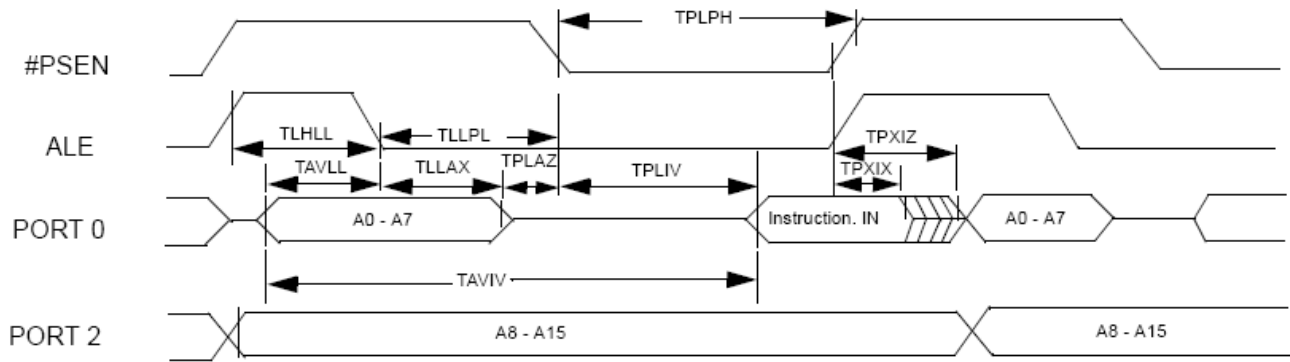 TPLPH
#PSEN
TLHLL
TLLPL
ALE
TPXIZ
TAVLL
TLLAX
TPLAZ
TPLIV
TPXIX
PORT 0
A0 - A7
Instruction. IN
A0 - A7
TAVIV
PORT 2
A8 - A15
A8 - A15